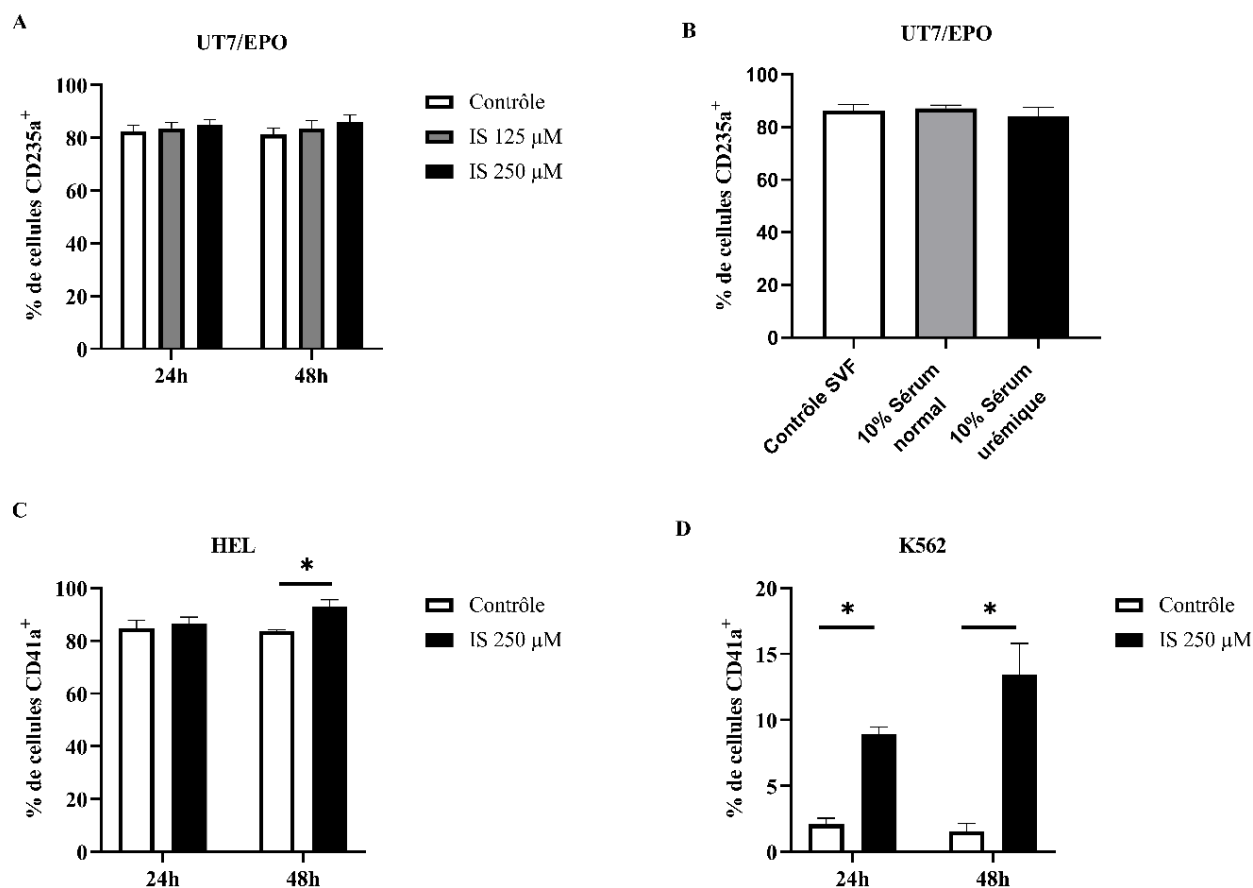 A
UT7/EPO
% de cellules CD235a⁺
100
80
60
40
20
0
24h
48h
Contrôle
IS 125 µM
IS 250 µM
B
UT7/EPO
% de cellules CD235a⁺
100
80
60
40
20
0
Contrôle SVF
10% Sérum
normal
10% Sérum
urémique
C
HEL
% de cellules CD41a⁺
100
80
60
40
20
0
*
24h
48h
Contrôle
IS 250 µM
D
K562
% de cellules CD41a⁺
20
15
10
5
0
*
*
24h
48h
Contrôle
IS 250 µM